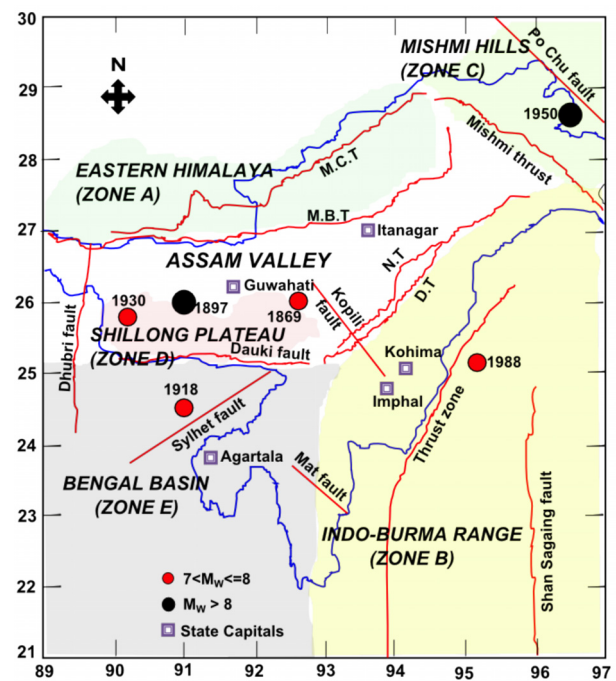 30
29
28
27
26
25
24
23
22
21
89
90
91
92
93
94
95
96
97
N
MISHMI HILLS
(ZONE C)
Po Chu fault
1950
Mishmi thrust
EASTERN HIMALAYA
(ZONE A)
M.C.T
M.B.T
Itanagar
ASSAM VALLEY
N.T
D.T
Guwahati
1930
1897
1869
Kopili
fault
SHILLONG PLATEAU
(ZONE D)
Dauki fault
Dhubri fault
Kohima
1988
Imphal
1918
Sylhet fault
Thrust zone
Agartala
Mat fault
BENGAL BASIN
(ZONE E)
INDO-BURMA RANGE
(ZONE B)
Shan Sagaing fault
7<Mw<=8
Mw > 8
State Capitals